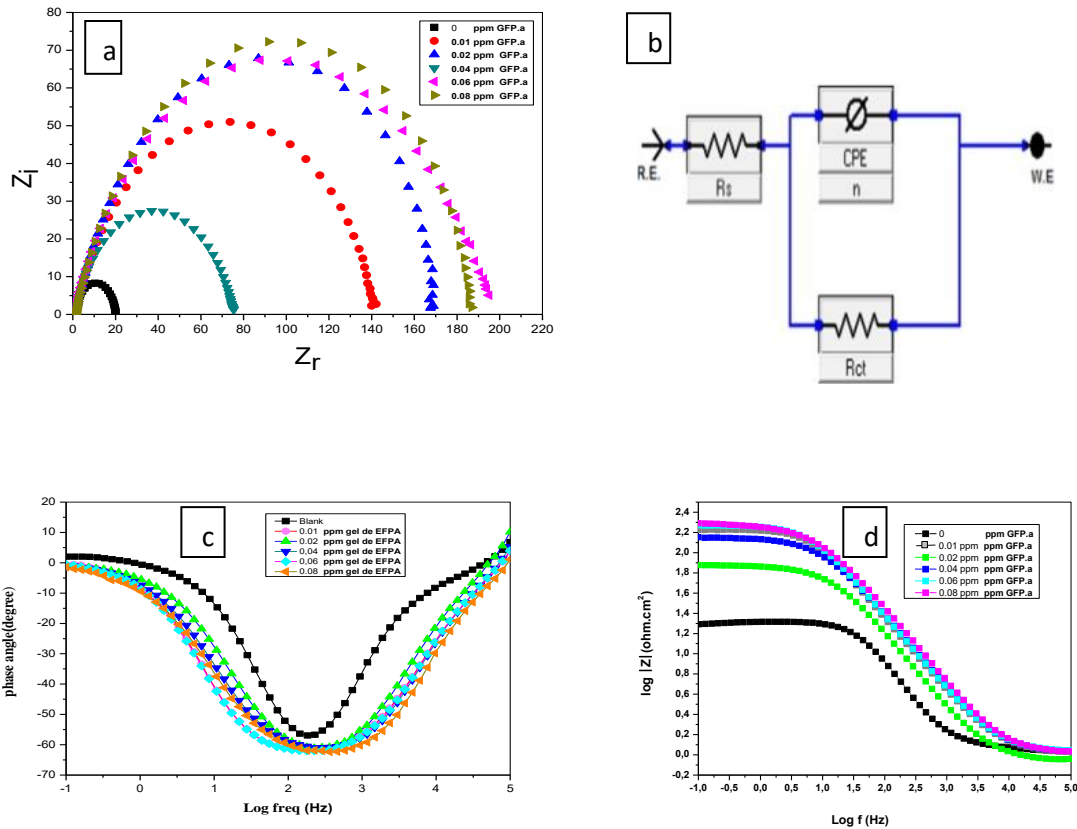 a
0 ppm GFP.a
0.01 ppm GFP.a
0.02 ppm GFP.a
0.04 ppm GFP.a
0.06 ppm GFP.a
0.08 ppm GFP.a
80
70
60
50
40
30
20
10
0
Zi
0 20 40 60 80 100 120 140 160 180 200 220
Zr
b
R.E.
Rs
CPE
n
Rct
W.E
c
Blank
0.01 ppm gel de EFPA
0.02 ppm gel de EFPA
0,04 ppm gel de EFPA
0,06 ppm gel de EFPA
0.08 ppm gel de EFPA
20
10
0
-10
-20
-30
-40
-50
-60
-70
phase angle(degree)
-1 0 1 2 3 4 5
Log freq (Hz)
d
0 ppm GFP.a
0.01 ppm ppm GFP.a
0.02 ppm ppm GFP.a
0.04 ppm ppm GFP.a
0.06 ppm ppm GFP.a
0.08 ppm ppm GFP.a
2,4
2,2
2,0
1,8
1,6
1,4
1,2
1,0
0,8
0,6
0,4
0,2
0,0
-0,2
log |Z| (ohm.cm²)
-1,0 -0,5 0,0 0,5 1,0 1,5 2,0 2,5 3,0 3,5 4,0 4,5 5,0
Log f (Hz)